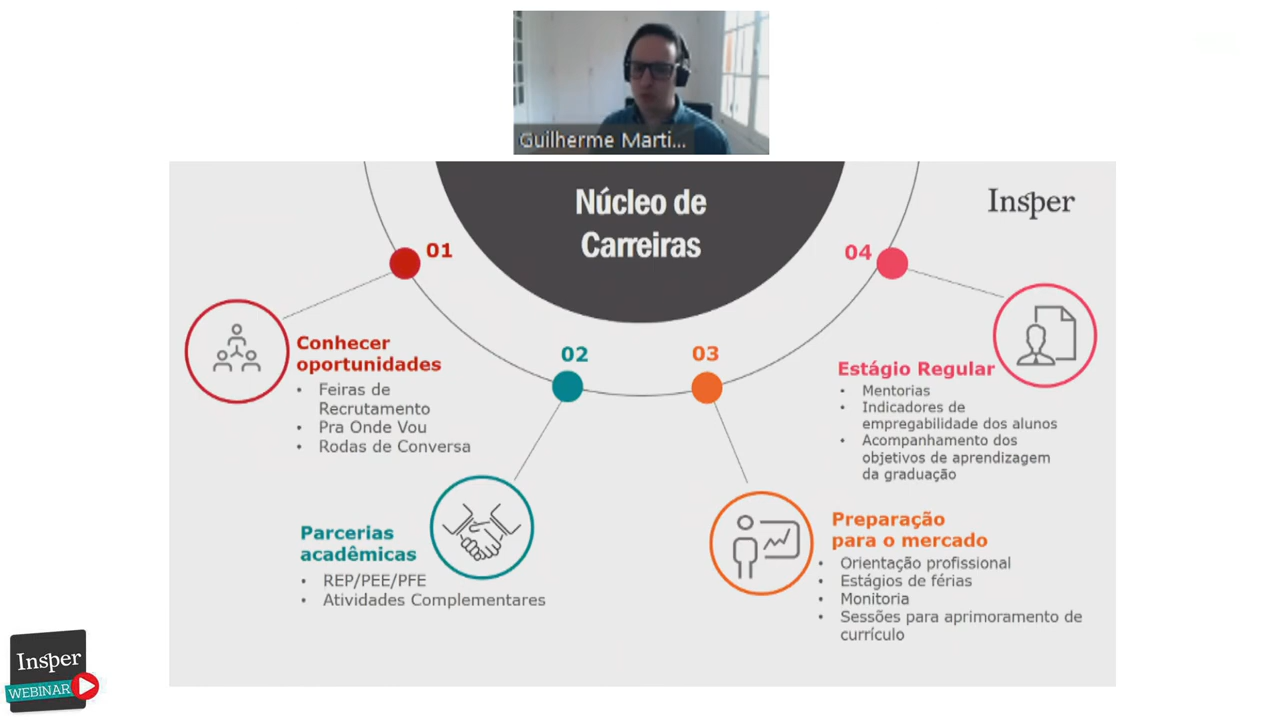 Guilherme Marti...
Núcleo de
Carreiras
Insper
01
Conhecer
oportunidades
• Feiras de
Recrutamento
• Pra Onde Vou
• Rodas de Conversa
02
Parcerias
acadêmicas
• REP/PEE/PFE
• Atividades Complementares
03
Preparação
para o mercado
• Orientação profissional
• Estágios de férias
• Monitoria
• Sessões para aprimoramento de
currículo
04
Estágio Regular
• Mentorias
• Indicadores de
empregabilidade dos alunos
• Acompanhamento dos
objetivos de aprendizagem
da graduação
Insper
WEBINAR